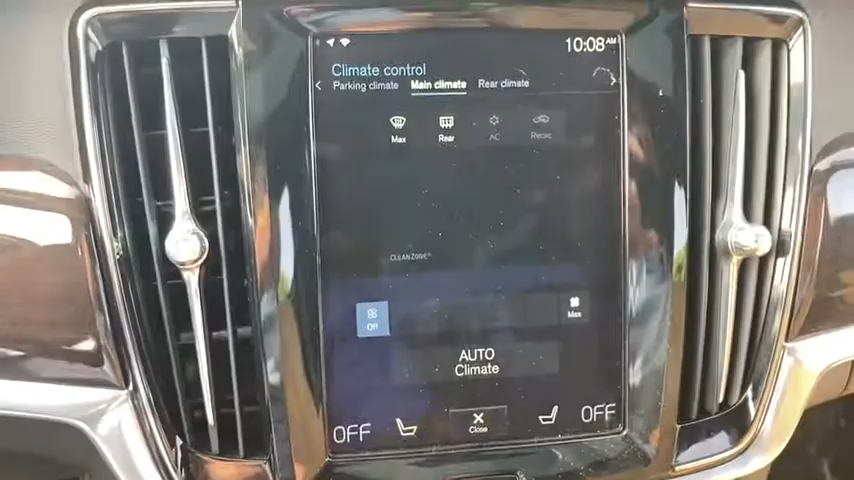 10:08 AM
Climate control
Parking climate Main climate Rear climate
Max Rear AC Recirc
CLEANZONE
Off Max
AUTO
Climate
OFF Close OFF